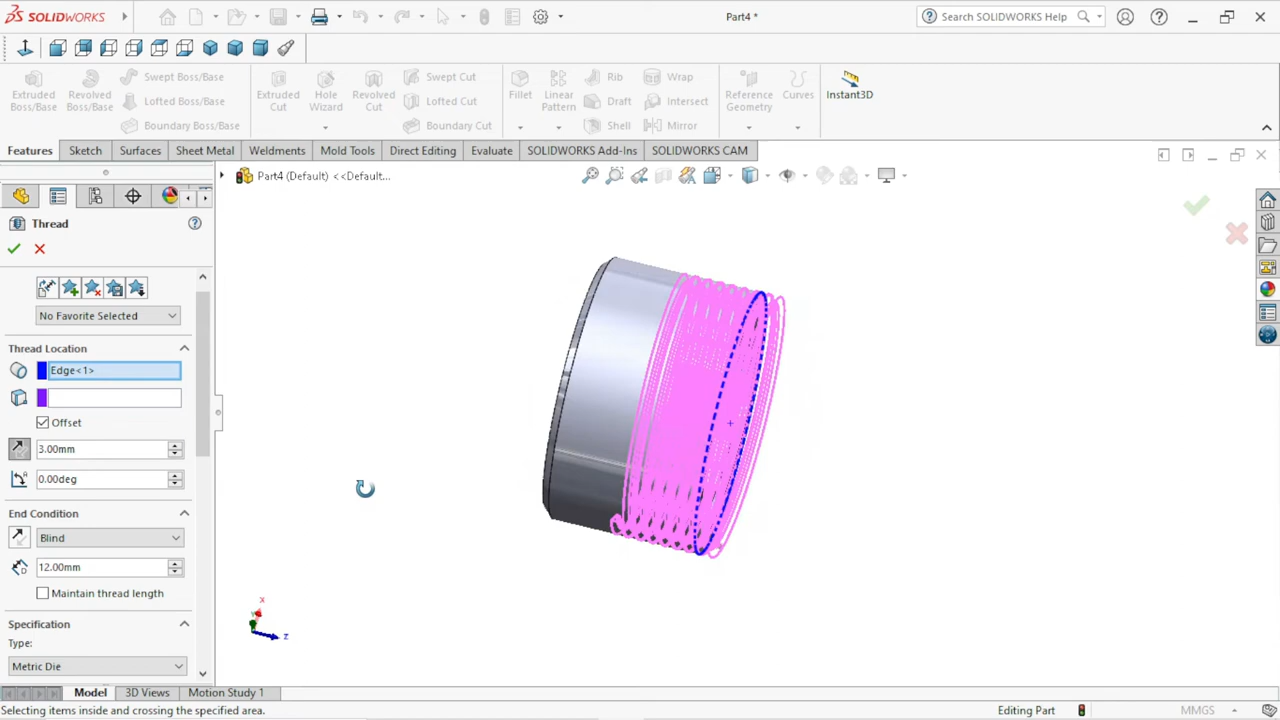 SOLIDWORKS
Part4 *
Search SOLIDWORKS Help
Extruded Boss/Base
Revolved Boss/Base
Swept Boss/Base
Lofted Boss/Base
Boundary Boss/Base
Extruded Cut
Hole Wizard
Revolved Cut
Swept Cut
Lofted Cut
Boundary Cut
Fillet
Linear Pattern
Rib
Draft
Shell
Wrap
Intersect
Mirror
Reference Geometry
Curves
Instant3D
Features
Sketch
Surfaces
Sheet Metal
Weldments
Mold Tools
Direct Editing
Evaluate
SOLIDWORKS Add-Ins
SOLIDWORKS CAM
Part4 (Default) <<Default...
Thread
No Favorite Selected
Thread Location
Edge<1>
Offset
3.00mm
0.00deg
End Condition
Blind
12.00mm
Maintain thread length
Specification
Type:
Metric Die
x
z
Model
3D Views
Motion Study 1
Selecting items inside and crossing the specified area.
Editing Part
MMGS